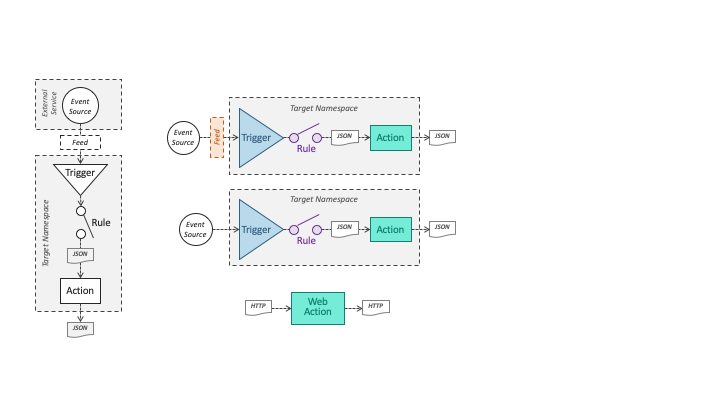 External
Service
Event
Source
Feed
Trigger
Rule
Target Namespace
JSON
Action
JSON
Target Namespace
Event
Source
Feed
Trigger
Rule
JSON
Action
JSON
Target Namespace
Event
Source
Trigger
Rule
JSON
Action
JSON
HTTP
Web
Action
HTTP